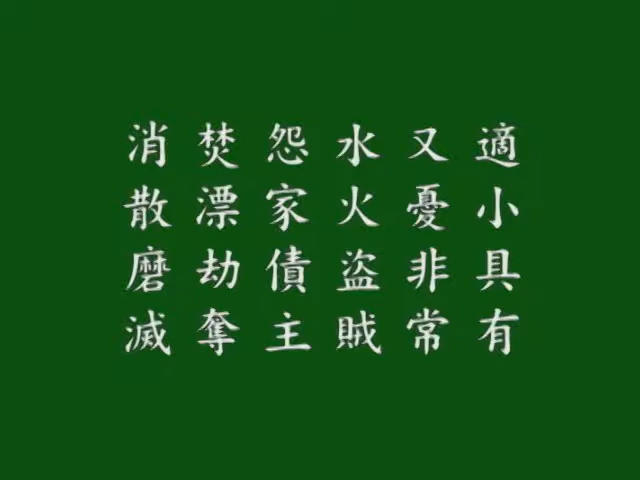 適小具有
又憂非常
水火盜賊
怨家債主
焚漂劫奪
消散磨滅